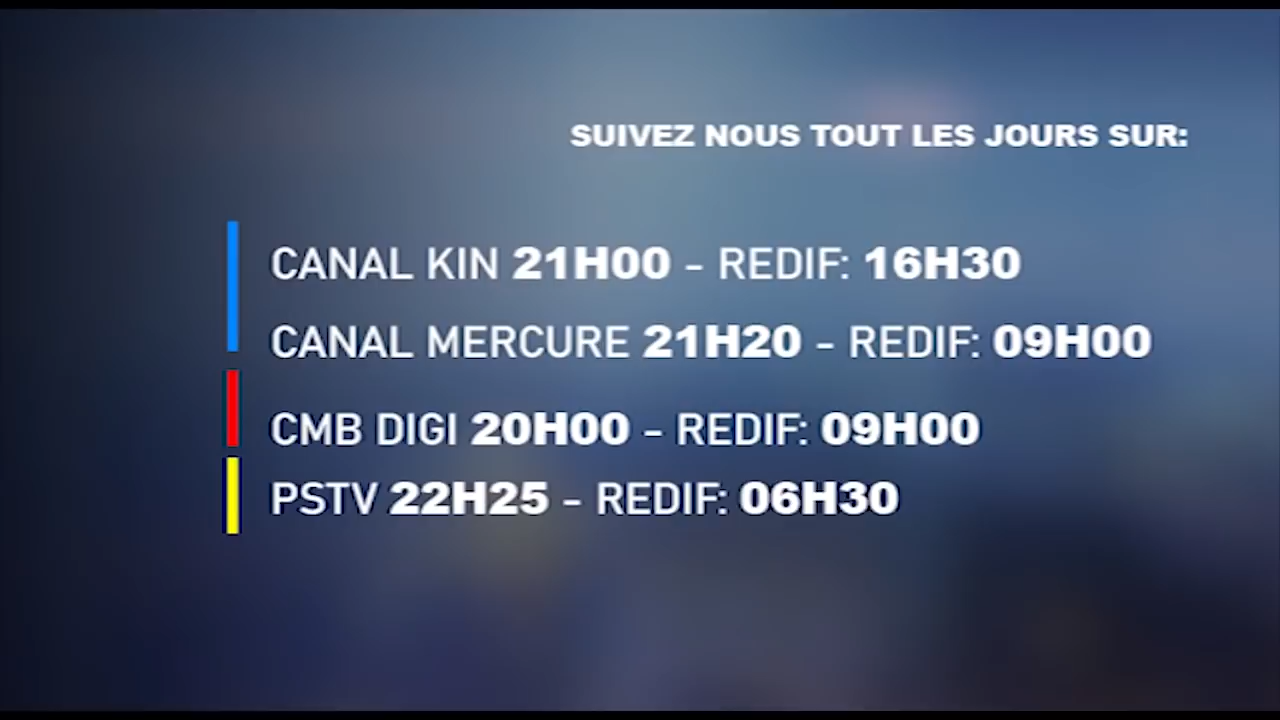 SUIVEZ NOUS TOUT LES JOURS SUR:
CANAL KIN 21H00 - REDIF: 16H30
CANAL MERCURE 21H20 - REDIF: 09H00
CMB DIGI 20H00 - REDIF: 09H00
PSTV 22H25 - REDIF: 06H30